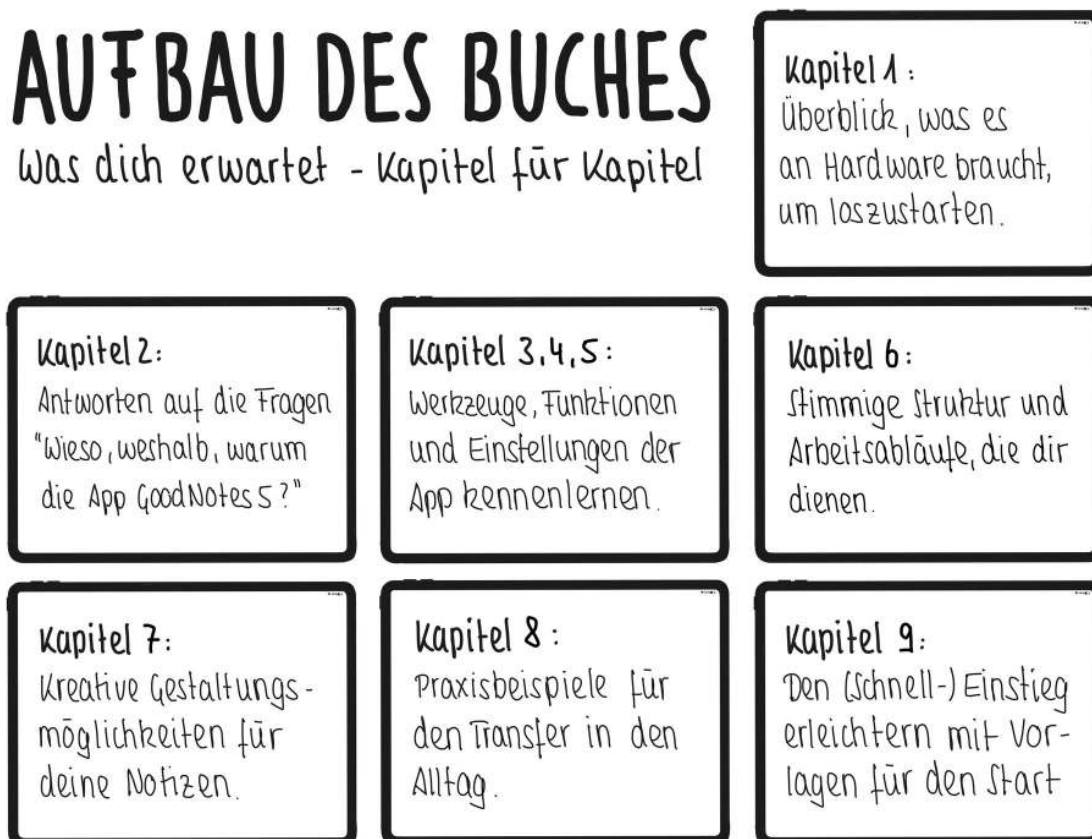 AUFBAU DES BUCHES
Was dich erwartet - Kapitel für Kapitel
Kapitel 1:
Überblick, was es
an Hardware braucht,
um loszustarten.
Kapitel 2:
Antworten auf die Fragen
"Wieso, weshalb, warum
die App GoodNotes 5?"
Kapitel 3,4,5:
Werkzeuge, Funktionen
und Einstellungen der
App kennenlernen.
Kapitel 6:
Stimmige Struktur und
Arbeitsabläufe, die dir
dienen.
Kapitel 7:
Kreative Gestaltungs-
möglichkeiten für
deine Notizen.
Kapitel 8:
Praxisbeispiele für
den Transfer in den
Alltag.
Kapitel 9:
Den (Schnell-) Einstieg
erleichtern mit Vor-
lagen für den Start